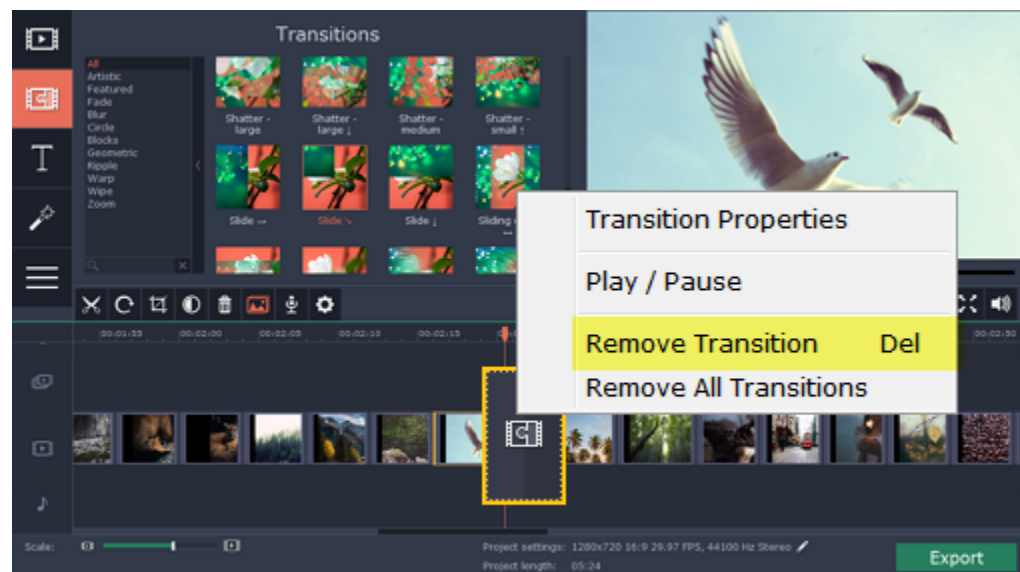 Transitions
All
Artistic
Featured
Fade
Blur
Circle
Blocks
Geometric
Ripple
Warp
Wipe
Zoom
Shatter - large
Shatter - large ↓
Shatter - medium
Shatter - small ↑
Slide →
Slide ↘
Slide ↓
Sliding
Transition Properties
Play / Pause
Remove Transition Del
Remove All Transitions
00:01:55 00:02:00 00:02:05 00:02:10 00:02:15 00:02:50
Scale:
Project settings: 1280x720 16:9 29.97 FPS, 44100 Hz Stereo
Project length: 05:24
Export